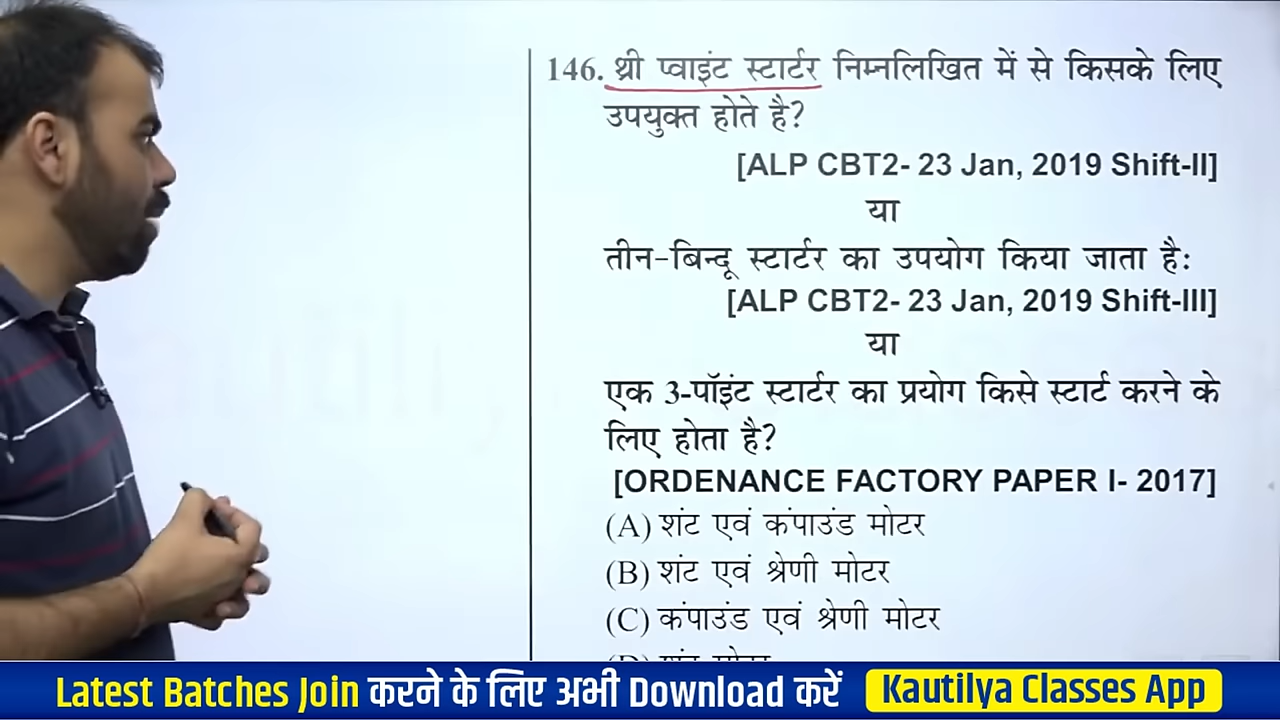 146. थ्री प्वाइंट स्टार्टर निम्नलिखित में से किसके लिए
उपयुक्त होते है?
[ALP CBT2- 23 Jan, 2019 Shift-II]
या
तीन-बिन्दू स्टार्टर का उपयोग किया जाता है:
[ALP CBT2- 23 Jan, 2019 Shift-III]
या
एक 3-पॉइंट स्टार्टर का प्रयोग किसे स्टार्ट करने के
लिए होता है?
[ORDENANCE FACTORY PAPER I- 2017]
(A) शंट एवं कंपाउंड मोटर
(B) शंट एवं श्रेणी मोटर
(C) कंपाउंड एवं श्रेणी मोटर
Latest Batches Join करने के लिए अभी Download करें Kautilya Classes App